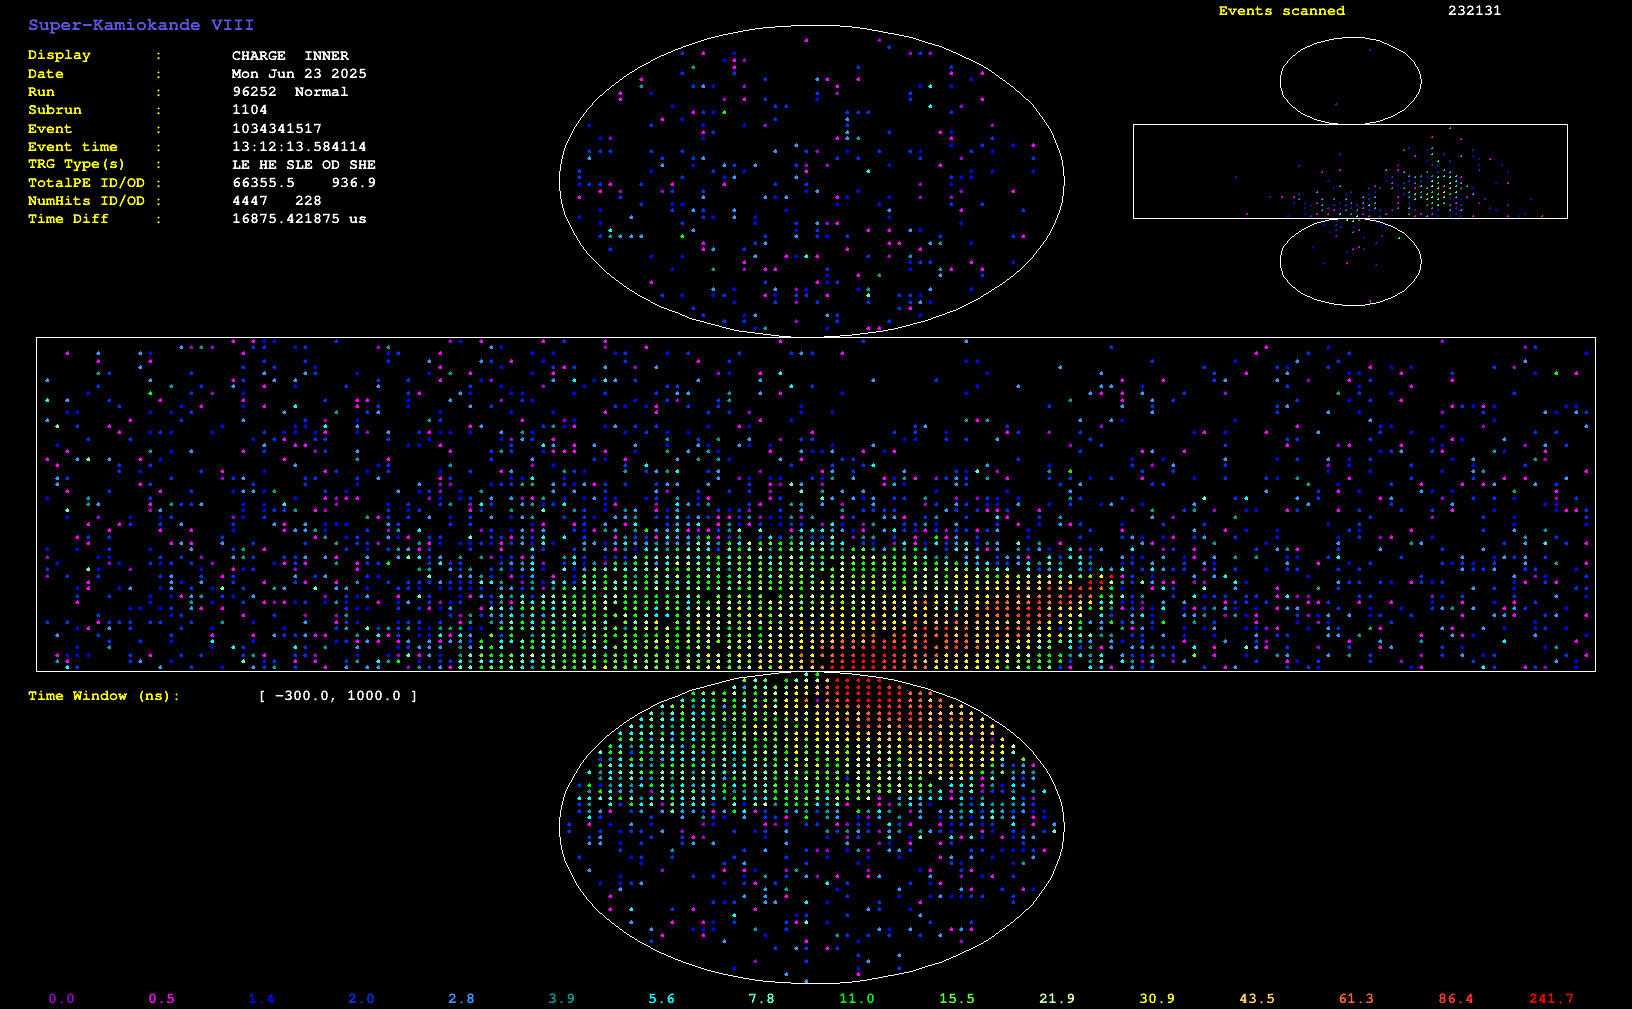 Super-Kamiokande VIII
Events scanned 232131
Display : CHARGE INNER
Date : Mon Jun 23 2025
Run : 96252 Normal
Subrun : 1104
Event : 1034341517
Event time : 13:12:13.584114
TRG Type(s) : LE HE SLE OD SHE
TotalPE ID/OD : 66355.5 936.9
NumHits ID/OD : 4447 228
Time Diff : 16875.421875 us
Time Window (ns): [ -300.0, 1000.0 ]
0.0 0.5 1.4 2.0 2.8 3.9 5.6 7.8 11.0 15.5 21.9 30.9 43.5 61.3 86.4 241.7